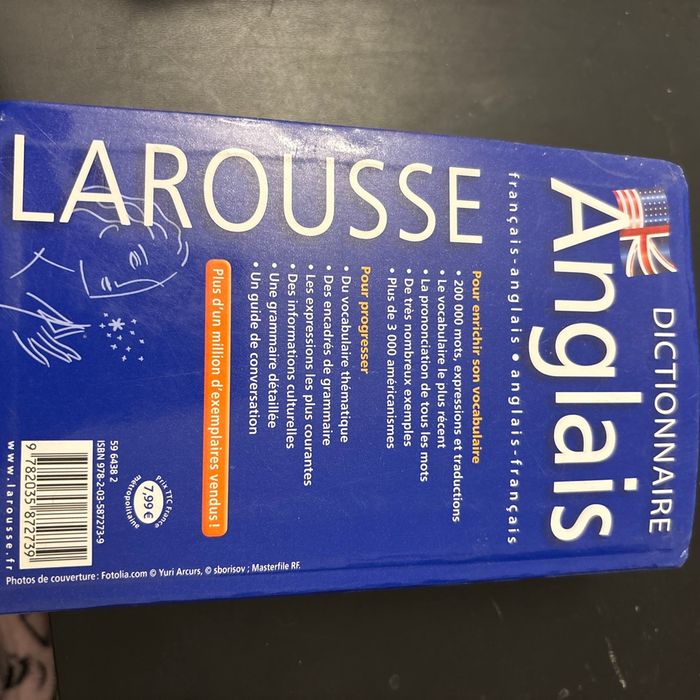 DICTIONNAIRE
Anglais
français-anglais • anglais-français
Pour enrichir son vocabulaire
• 200 000 mots, expressions et traductions
• Le vocabulaire le plus récent
• La prononciation de tous les mots
• De très nombreux exemples
• Plus de 3 000 américanismes
Pour progresser
• Du vocabulaire thématique
• Des encadrés de grammaire
• Les expressions les plus courantes
• Des informations culturelles
• Une grammaire détaillée
• Un guide de conversation
Plus d'un million d'exemplaires vendus !
LAROUSSE
Prix TTC France
7,99 €
métropolitaine
59 6438 2
ISBN 978-2-03-587273-9
9 782035 872739
www.larousse.fr
Photos de couverture : Fotolia.com © Yuri Arcurs, © sborisov ; Masterfile RF.